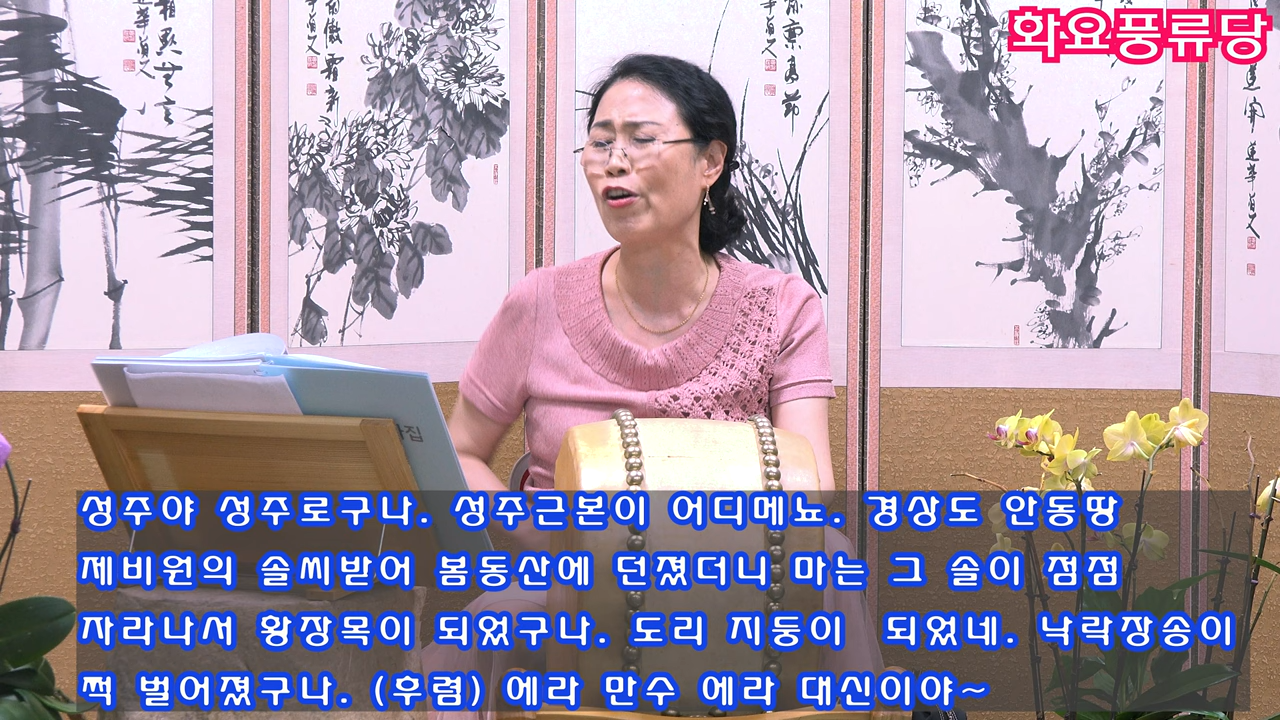 화요풍류당
가집
성주야 성주로구나. 성주근본이 어디메뇨. 경상도 안동땅
제비원의 솔씨받어 봄동산에 던졌더니 마는 그 솔이 점점
자라나서 황장목이 되었구나. 도리 지둥이 되었네. 낙락장송이
쩍 벌어졌구나. (후렴) 에라 만수 에라 대신이야~